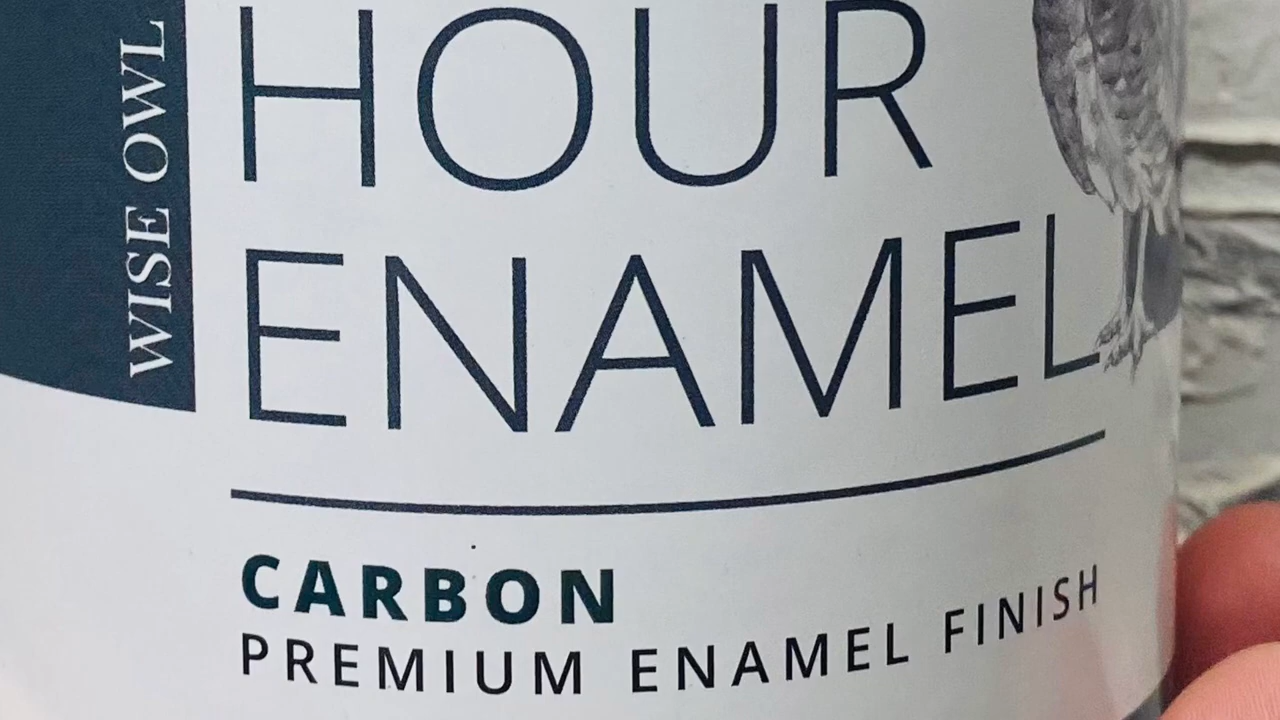 WISE OWL
HOUR
ENAMEL
CARBON
PREMIUM ENAMEL FINISH